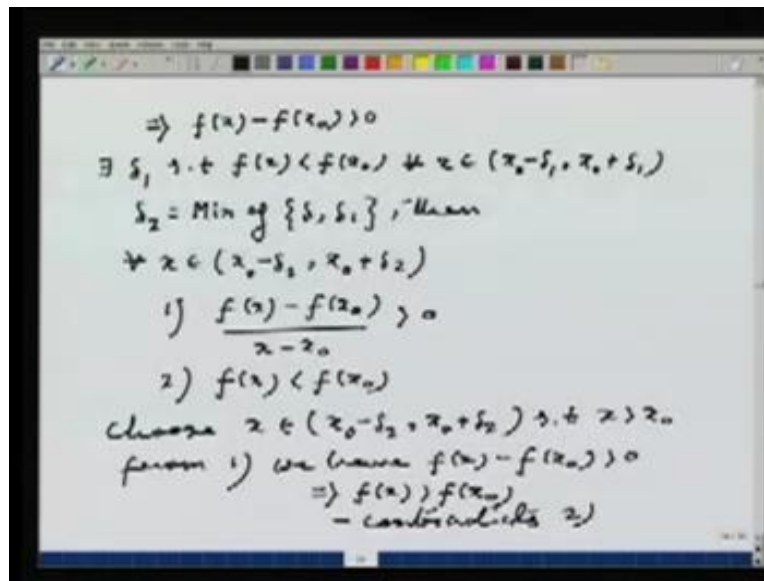 ⇒ f(x) - f(x₀) > 0
∃ δ₁ s.t f(x) < f(x₀) ∀ x ∈ (x₀-δ₁, x₀+δ₁)
δ₂ = Min of {δ, δ₁}, then
∀ x ∈ (x₀-δ₂, x₀+δ₂)
1) (f(x) - f(x₀)) / (x - x₀) > 0
2) f(x) < f(x₀)
choose x ∈ (x₀-δ₂, x₀+δ₂) s.t x > x₀
from 1) we have f(x) - f(x₀) > 0
⇒ f(x) > f(x₀)
- contradicts 2)